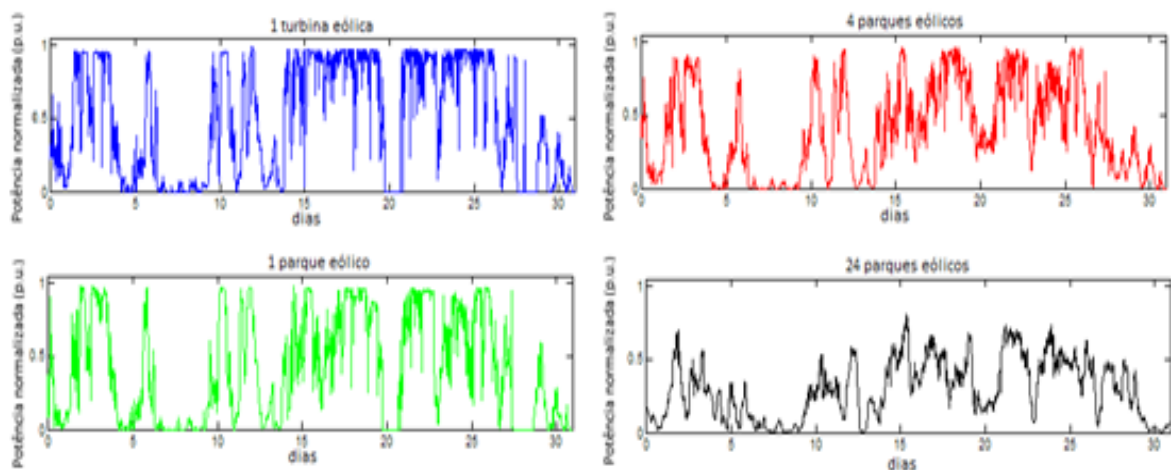 1 turbina eólica
Potência normalizada (p.u.)
1
0.5
0
0 5 10 15 20 25 30
dias
4 parques eólicos
Potência normalizada (p.u.)
1
0.5
0
0 5 10 15 20 25 30
dias
1 parque eólico
Potência normalizada (p.u.)
1
0.5
0
0 5 10 15 20 25 30
dias
24 parques eólicos
Potência normalizada (p.u.)
1
0.5
0
0 5 10 15 20 25 30
dias